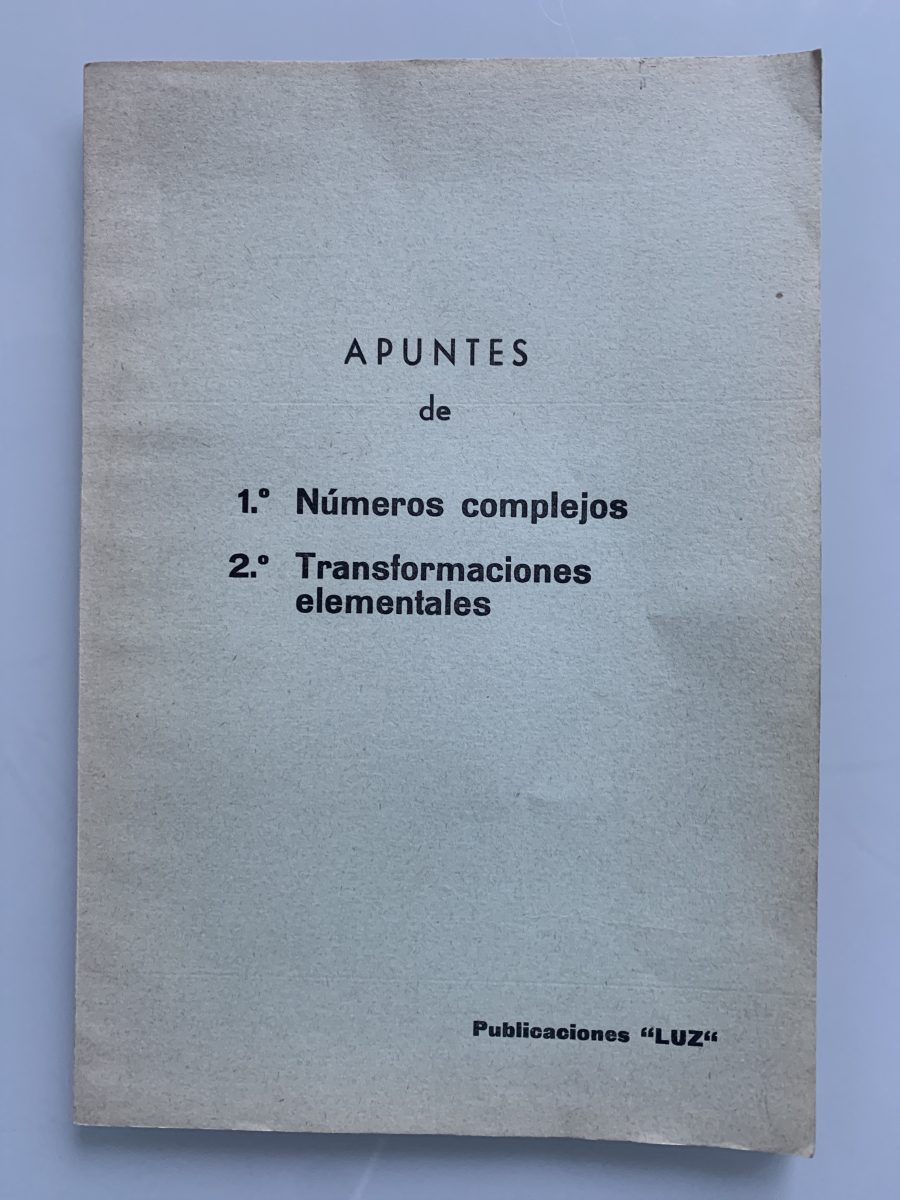 APUNTES
de
1.º Números complejos
2.º Transformaciones
elementales
Publicaciones “LUZ“